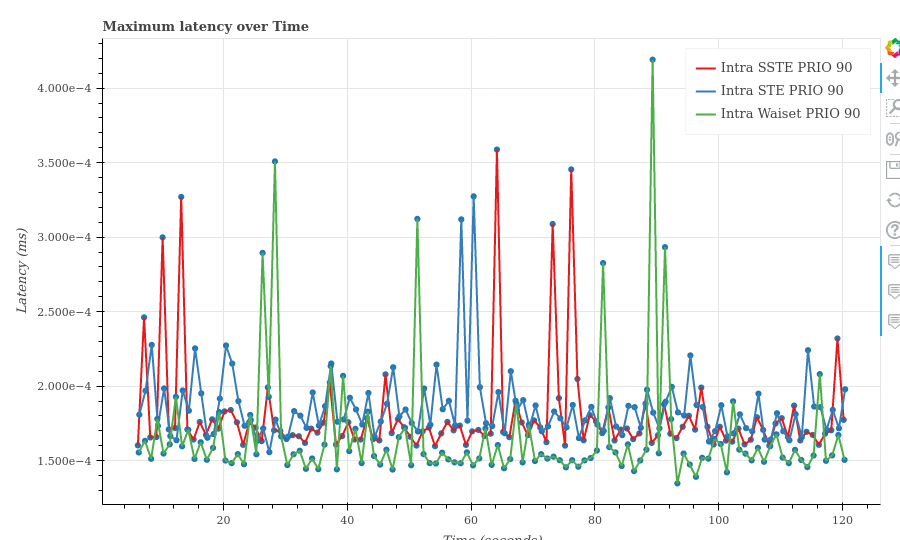 Maximum latency over Time
Intra SSTE PRIO 90
Intra STE PRIO 90
Intra Waiset PRIO 90
4.000e−4
3.500e−4
3.000e−4
2.500e−4
2.000e−4
1.500e−4
Latency (ms)
20 40 60 80 100 120
Time (seconds)